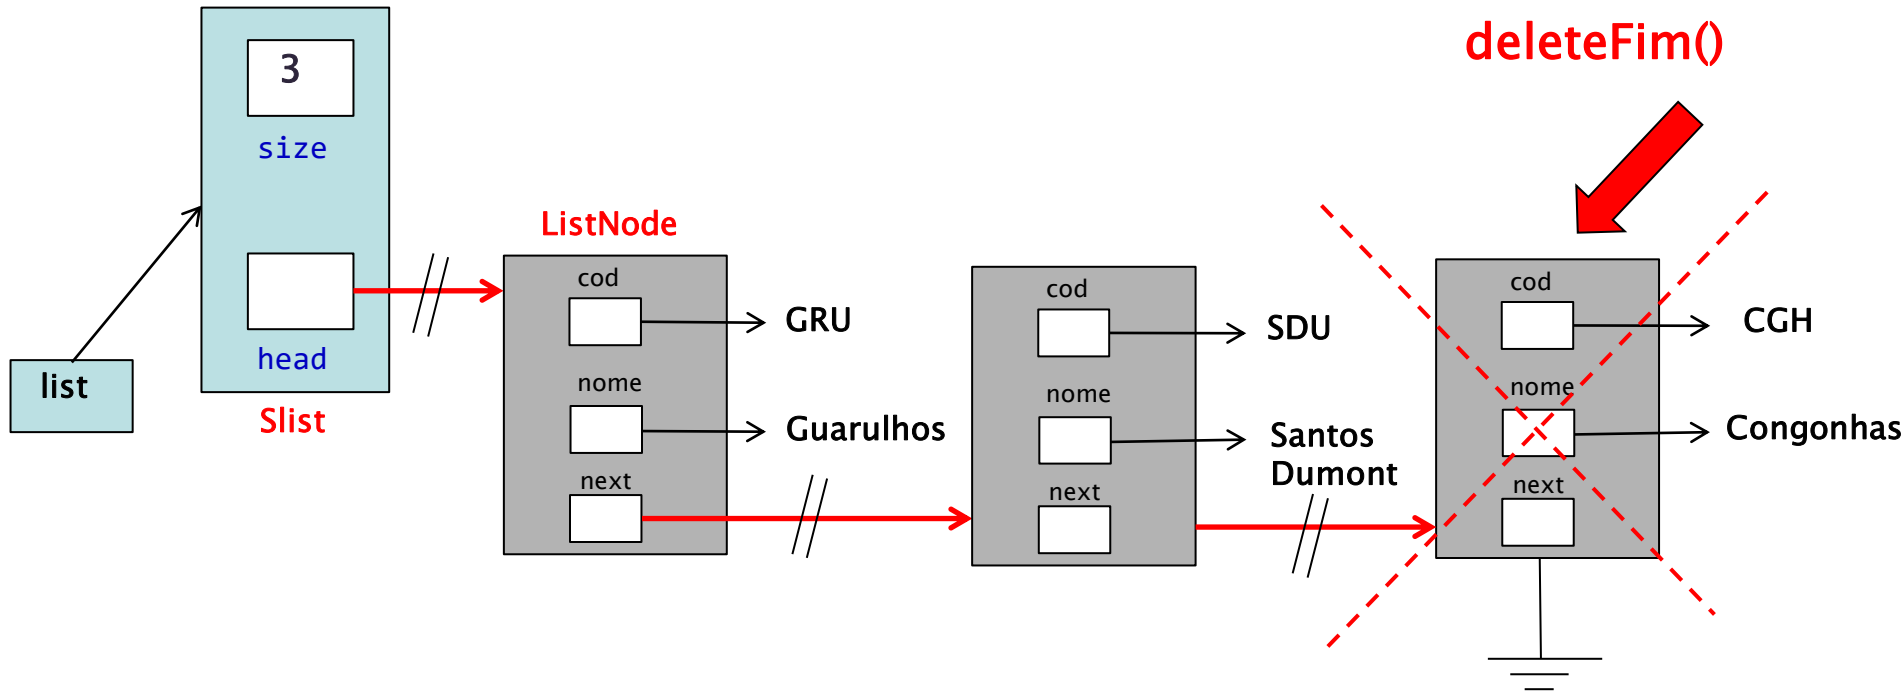 deleteFim()
3
size
head
Slist
list
ListNode
cod
GRU
nome
Guarulhos
next
cod
SDU
nome
Santos
Dumont
next
cod
CGH
nome
Congonhas
next